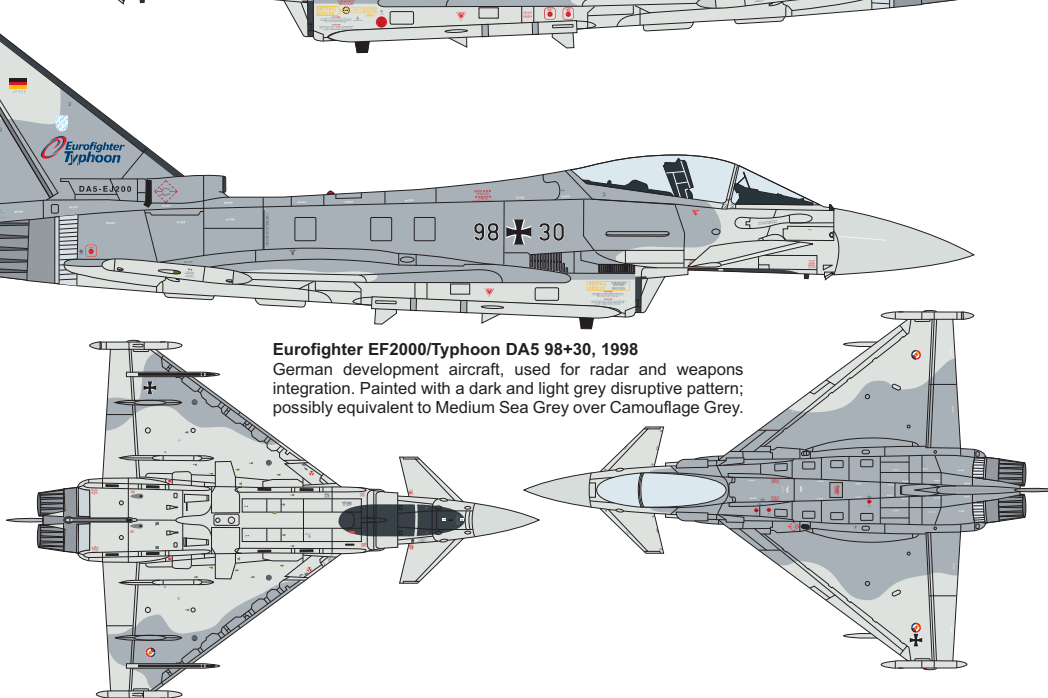 Eurofighter
Typhoon
DA5-EJ200
98 30
Eurofighter EF2000/Typhoon DA5 98+30, 1998
German development aircraft, used for radar and weapons
integration. Painted with a dark and light grey disruptive pattern;
possibly equivalent to Medium Sea Grey over Camouflage Grey.